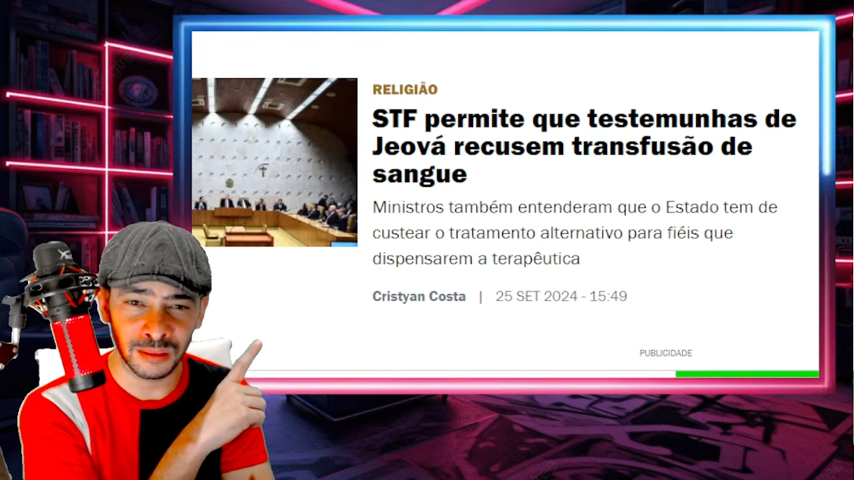 RELIGIÃO
STF permite que testemunhas de
Jeová recusem transfusão de
sangue
Ministros também entenderam que o Estado tem de
custear o tratamento alternativo para fiéis que
dispensarem a terapêutica
Cristyan Costa | 25 SET 2024 - 15:49
PUBLICIDADE